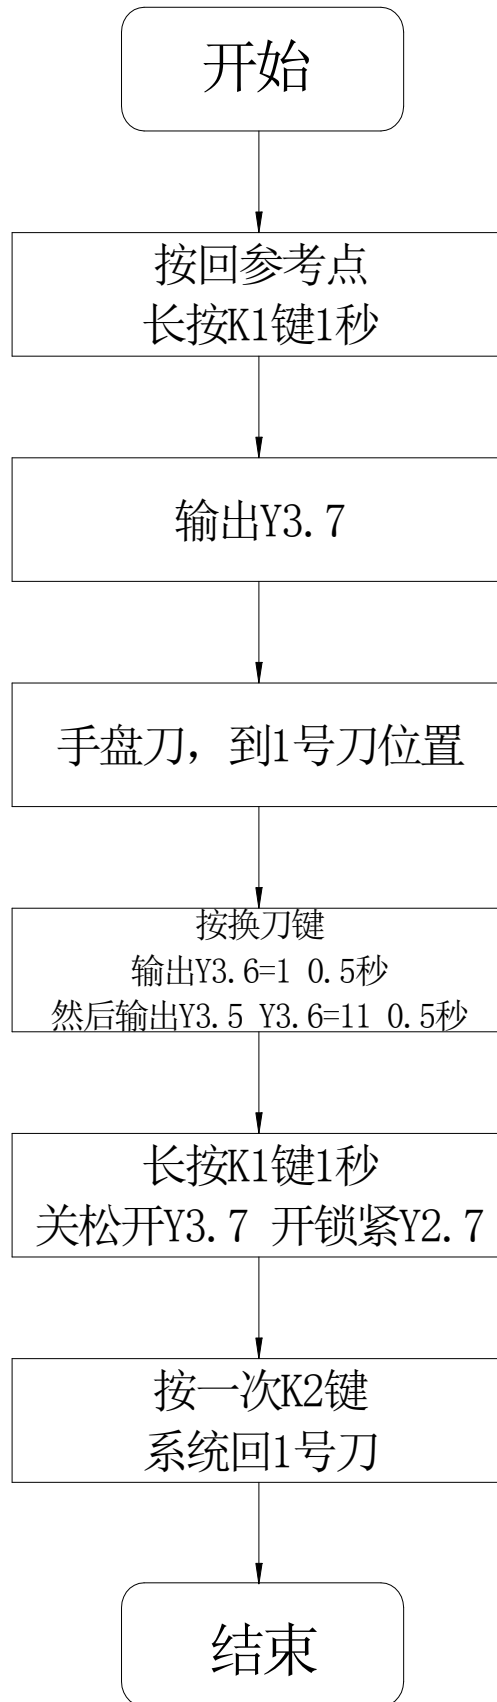 开始
按回参考点
长按K1键1秒
输出Y3.7
手盘刀，到1号刀位置
按换刀键
输出Y3.6=1 0.5秒
然后输出Y3.5 Y3.6=11 0.5秒
长按K1键1秒
关松开Y3.7 开锁紧Y2.7
按一次K2键
系统回1号刀
结束